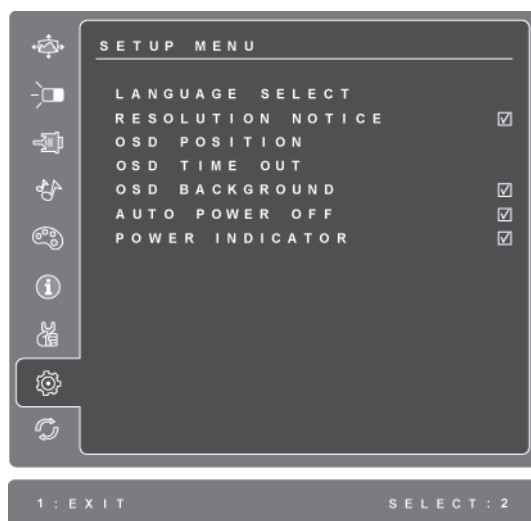 SETUP MENU
LANGUAGE SELECT
RESOLUTION NOTICE
OSD POSITION
OSD TIME OUT
OSD BACKGROUND
AUTO POWER OFF
POWER INDICATOR
1:EXIT SELECT:2